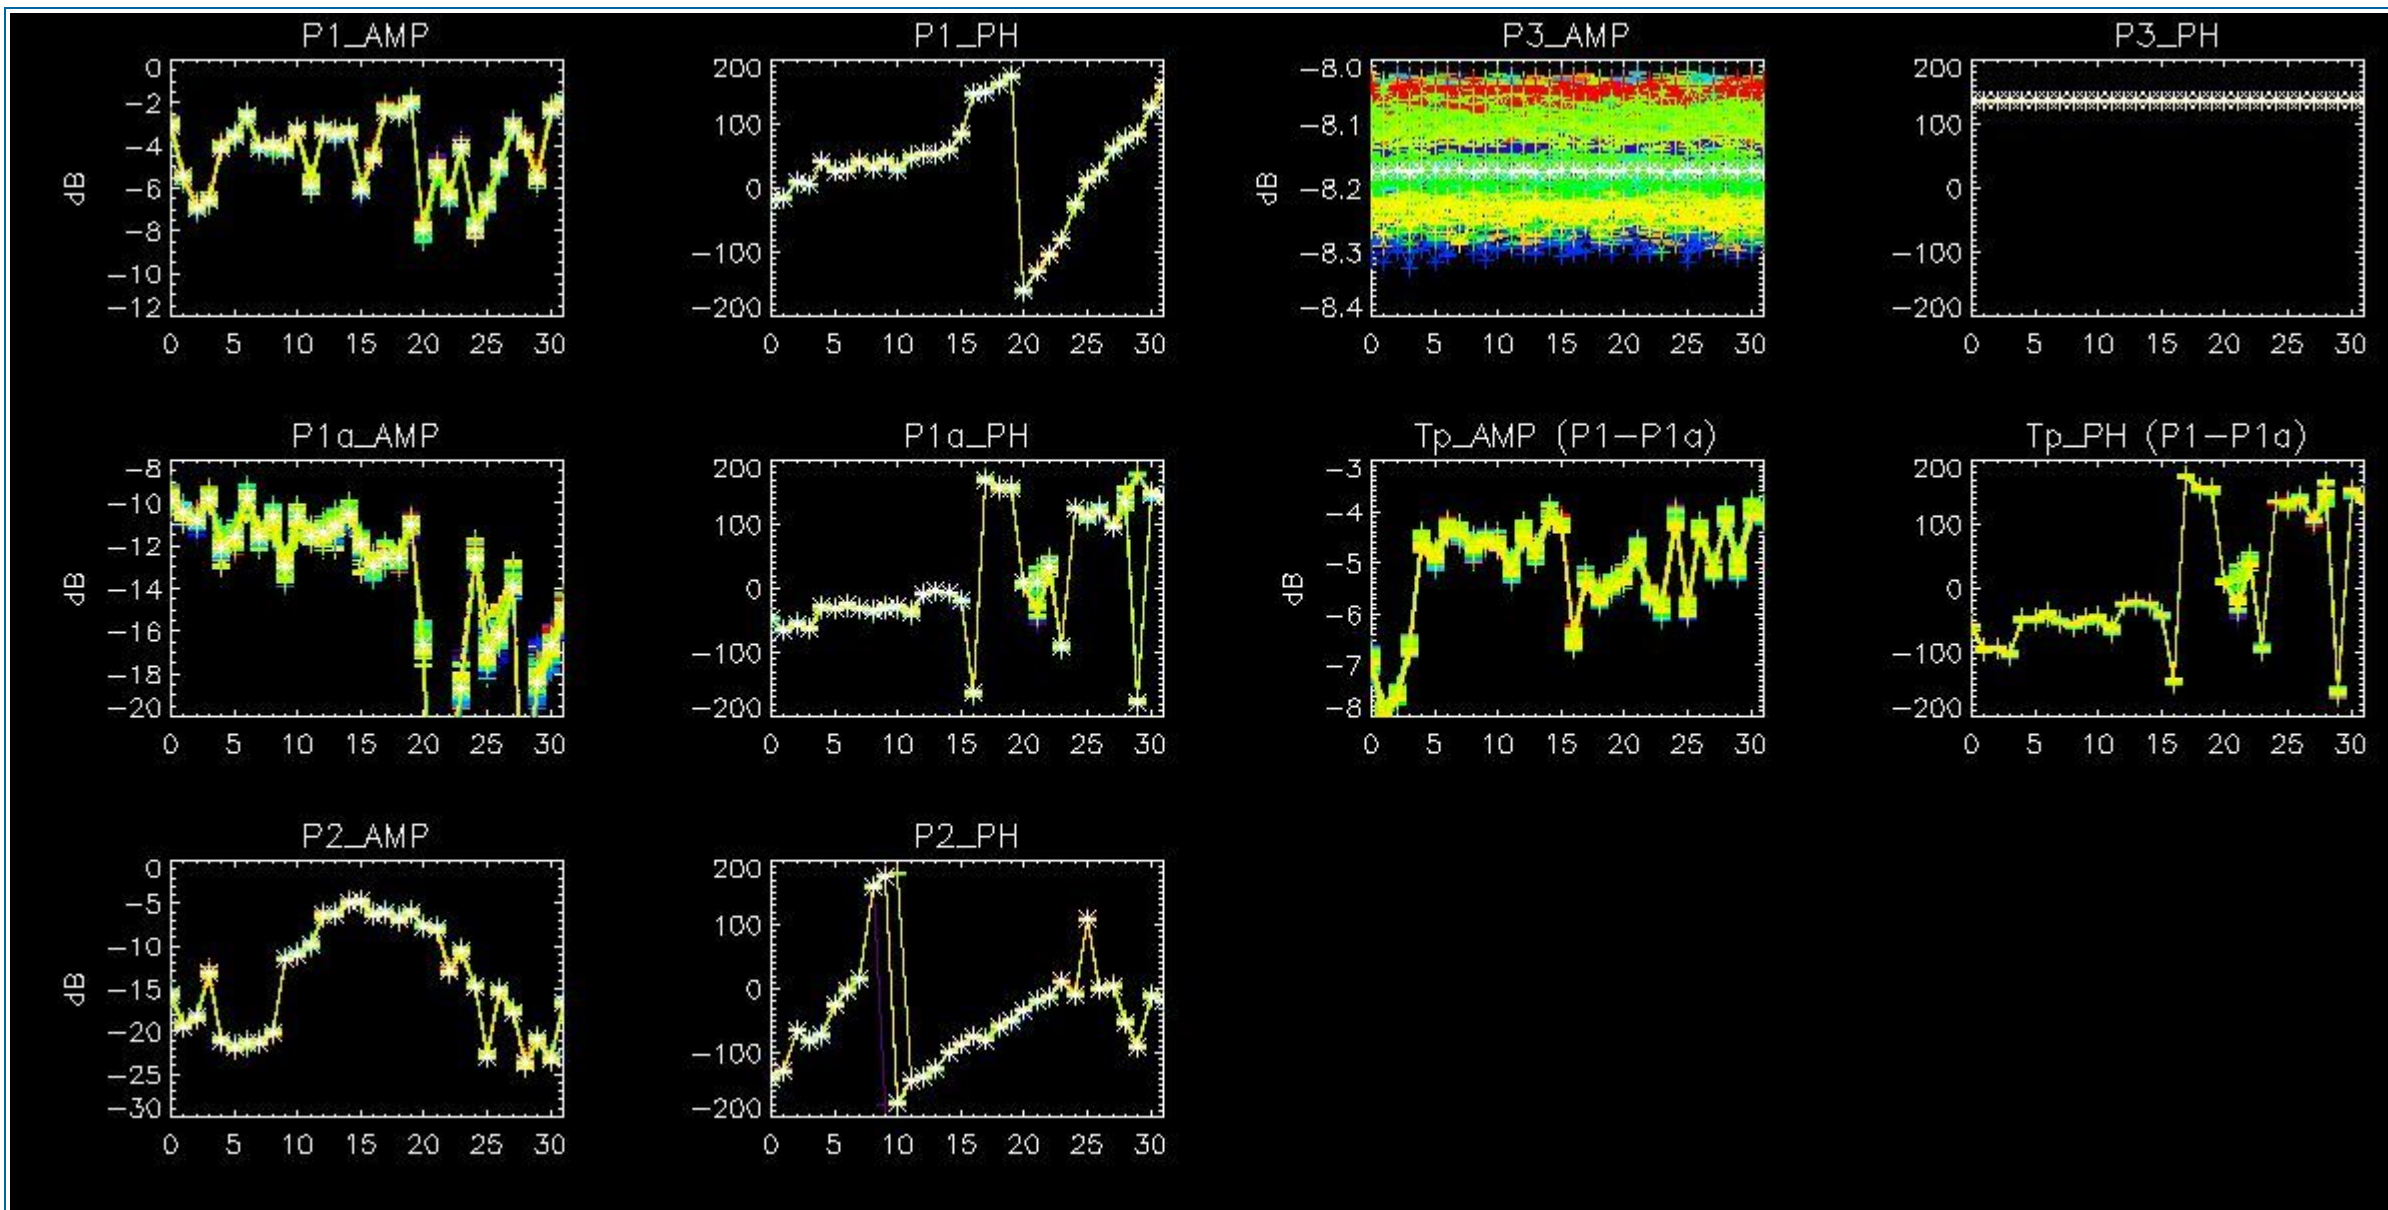 P1_AMP P1_PH P3_AMP P3_PH
0 200 -8.0 200
-2
100 -8.1 100
-4
dB -6 0 dB -8.2 0
-8
-100 -8.3 -100
-10
-12 -200 -8.4 -200
0 5 10 15 20 25 30 0 5 10 15 20 25 30 0 5 10 15 20 25 30 0 5 10 15 20 25 30
P1a_AMP P1a_PH Tp_AMP (P1-P1a) Tp_PH (P1-P1a)
-8 200 -3 200
-10
100 -4 100
-12
dB -14 0 dB -5 0
-6
-16
-100 -100
-18 -7
-20 -200 -8 -200
0 5 10 15 20 25 30 0 5 10 15 20 25 30 0 5 10 15 20 25 30 0 5 10 15 20 25 30
P2_AMP P2_PH
0 200
-5
100
-10
dB -15 0
-20
-100
-25
-30 -200
0 5 10 15 20 25 30 0 5 10 15 20 25 30